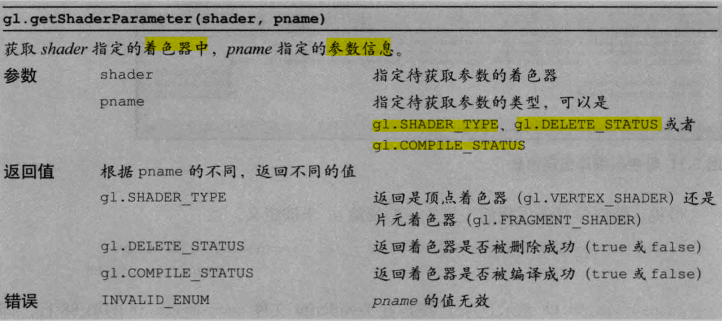 gl.getShaderParameter(shader, pname)
获取 shader 指定的着色器中，pname 指定的参数信息。
参数 shader 指定待获取参数的着色器
pname 指定待获取参数的类型，可以是
gl.SHADER_TYPE、gl.DELETE_STATUS 或者
gl.COMPILE_STATUS
返回值 根据 pname 的不同，返回不同的值
gl.SHADER_TYPE 返回是顶点着色器（gl.VERTEX_SHADER）还是
片元着色器（gl.FRAGMENT_SHADER）
gl.DELETE_STATUS 返回着色器是否被删除成功（true 或 false）
gl.COMPILE_STATUS 返回着色器是否被编译成功（true 或 false）
错误 INVALID_ENUM pname 的值无效